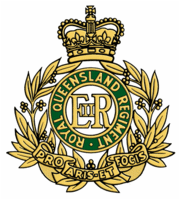 ROYAL QUEENSLAND REGIMENT
EIIR
PRO ARIS·ET FOCIS